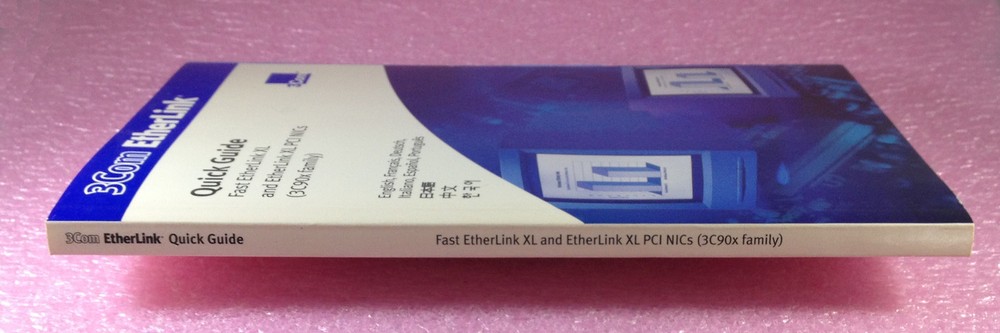 3Com EtherLink®
Quick Guide
Fast EtherLink XL
and EtherLink XL PCI NICs
(3C90x family)
3Com
English, Français, Deutsch,
Italiano, Español, Português
日本語
中文
한국어
3Com EtherLink® Quick Guide
Fast EtherLink XL and EtherLink XL PCI NICs (3C90x family)